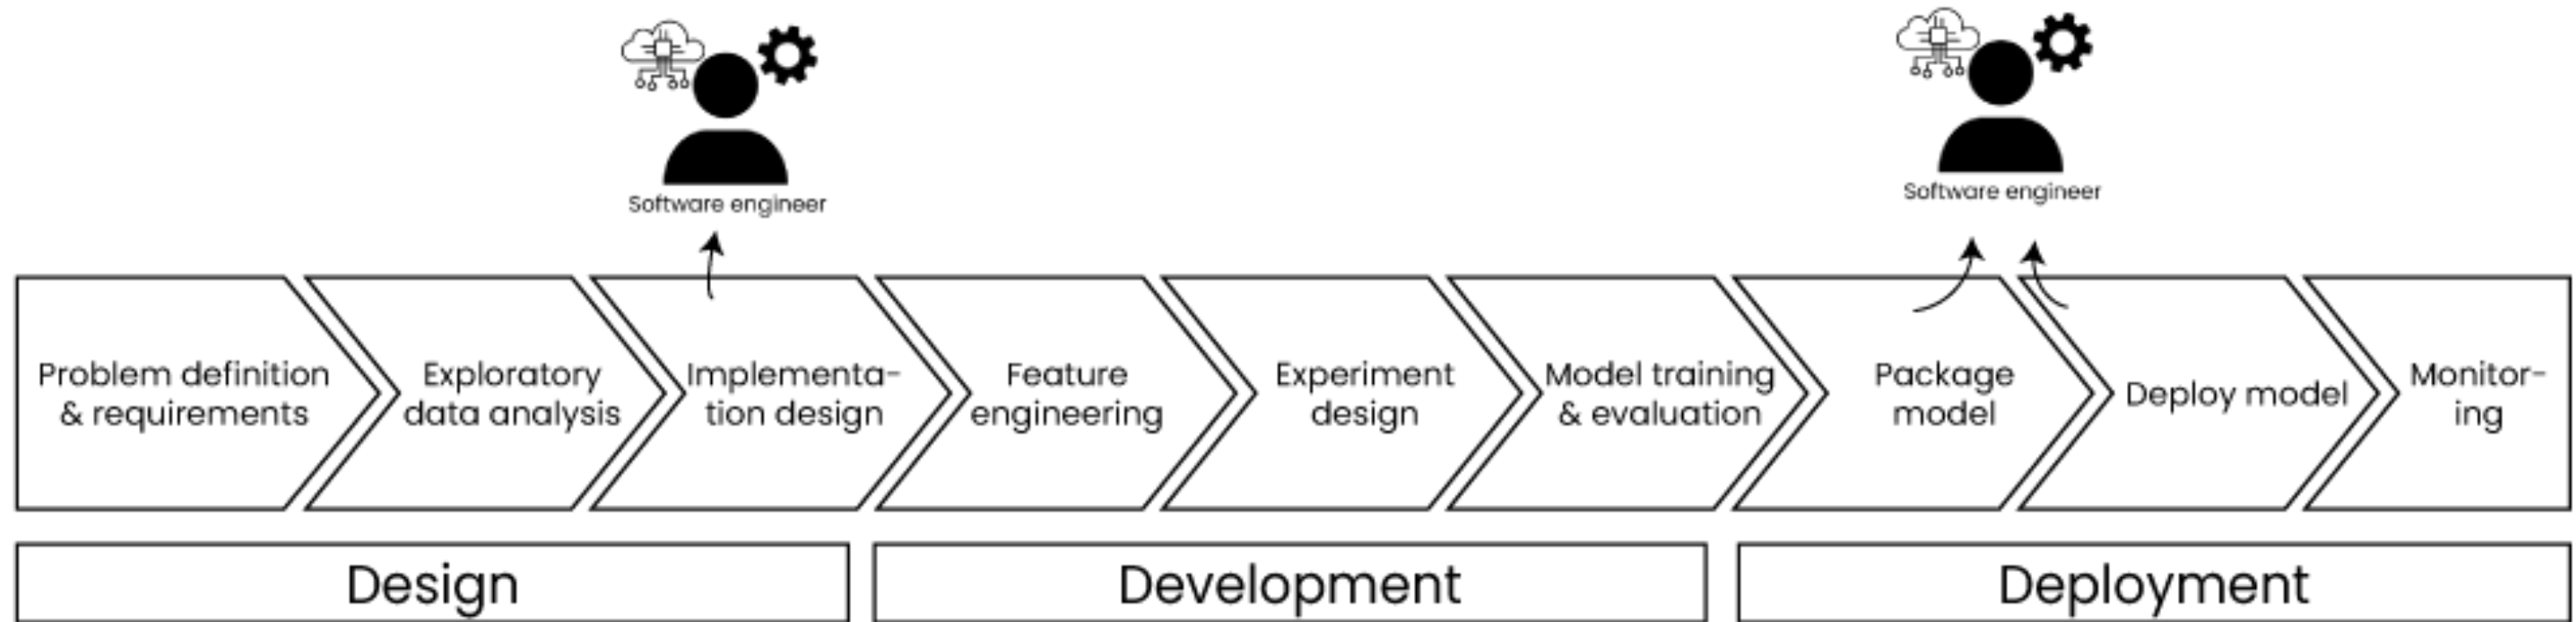 Software engineer
Software engineer
Problem definition
& requirements
Exploratory
data analysis
Implementa-
tion design
Feature
engineering
Experiment
design
Model training
& evaluation
Package
model
Deploy model
Monitor-
ing
Design
Development
Deployment